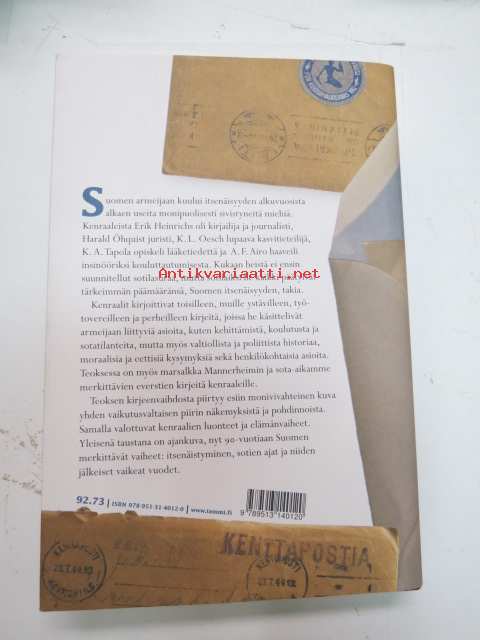 Suomen armeijaan kuului itsenäisyyden alkuvuosista
alkaen useita monipuolisesti sivistyneitä miehiä.
Kenraaleista Erik Heinrichs oli kirjailija ja journalisti,
Harald Öhquist juristi, K. L. Oesch lupaava kasvitieteilijä,
K. A. Tapola opiskeli lääketiedettä ja A. F. Airo haaveili
insinööriksi kouluttautumisesta. Kukaan heistä ei ensin
suunnitellut sotilasuraa,
Antikvariaatti.net
tärkeimmän päämääränsä, Suomen itsenäisyyden, takia.
Kenraalit kirjoittivat toisilleen, muille ystävilleen, työ-
tovereilleen ja perheilleen kirjeitä, joissa he käsittelivät
armeijaan liittyviä asioita, kuten kehittämistä, koulutusta ja
sotatilanteita, mutta myös valtiollista ja poliittista historiaa,
moraalisia ja eettisiä kysymyksiä sekä henkilökohtaisia asioita.
Teoksessa on myös marsalkka Mannerheimin ja sota-aikamme
merkittävien everstien kirjeitä kenraaleille.
Teoksen kirjeenvaihdosta piirtyy esiin monivivahteinen kuva
yhden vaikutusvaltaisen piirin näkemyksistä ja pohdinnoista.
Samalla valottuvat kenraalien luonteet ja elämänvaiheet.
Yleisenä taustana on ajankuva, nyt 90-vuotiaan Suomen
merkittävät vaiheet: itsenäistyminen, sotien ajat ja niiden
jälkeiset vaikeat vuodet.
92.73 | ISBN 978-951-31-4012-0 | www.tammi.fi
9 789513 140120
KENTTÄPOSTIA